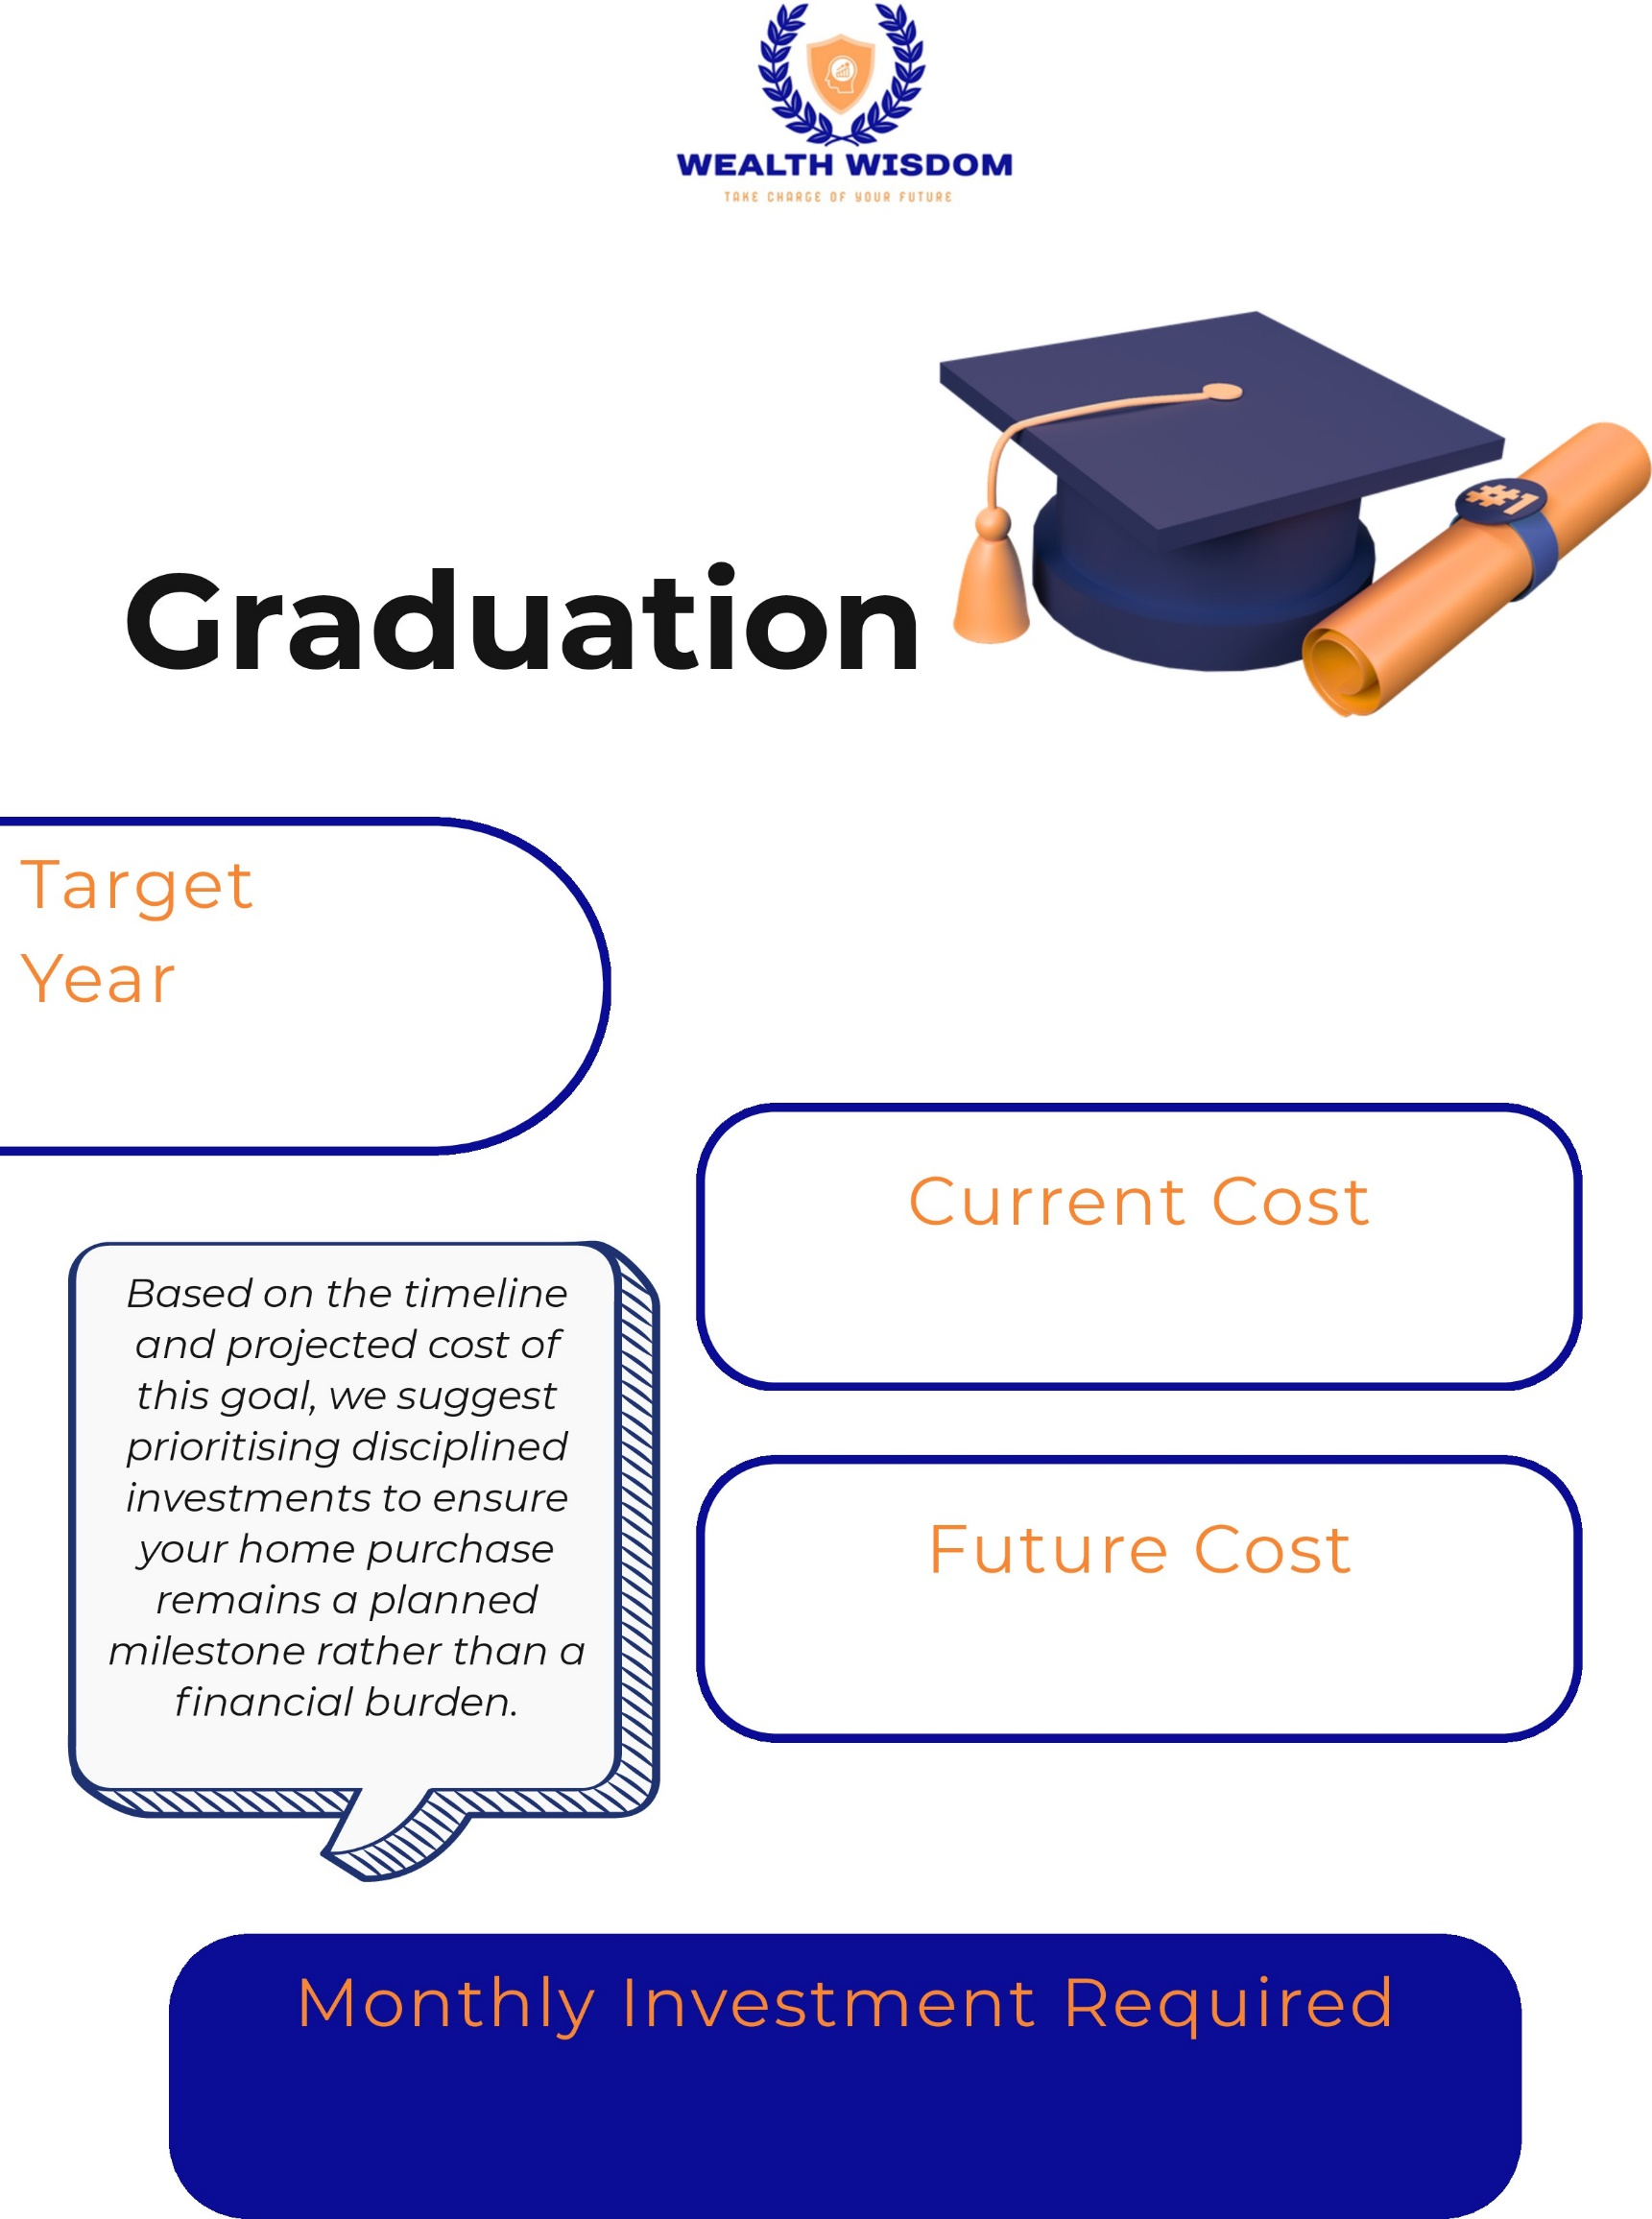 WEALTH WISDOM
TAKE CHARGE OF YOUR FUTURE
#1
Graduation
Target
Year
Current Cost
Based on the timeline
and projected cost of
this goal, we suggest
prioritising disciplined
investments to ensure
your home purchase
remains a planned
milestone rather than a
financial burden.
Future Cost
Monthly Investment Required